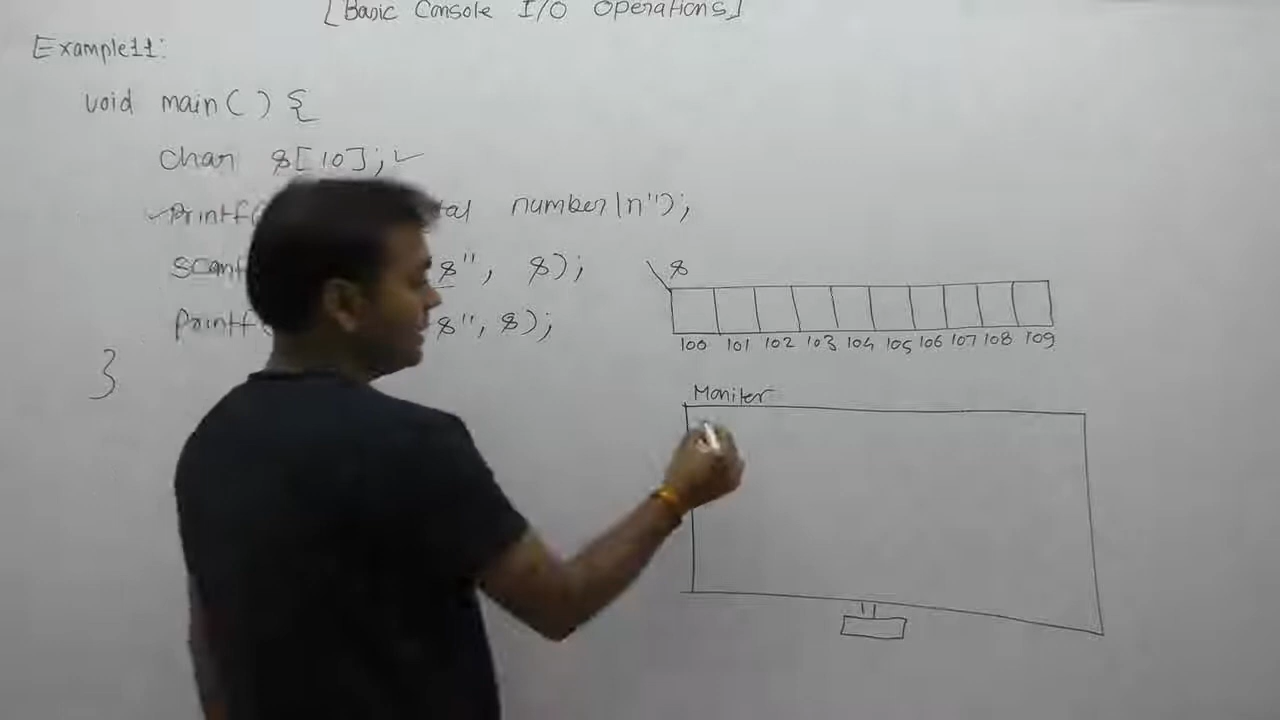 [Basic Console I/O Operations]
Example11:
void main( ) {
char s[10]; ✓
✓ printf( tal number\n");
scanf s", s);
printf( s", s);
}
s
100 101 102 103 104 105 106 107 108 109
Moniter